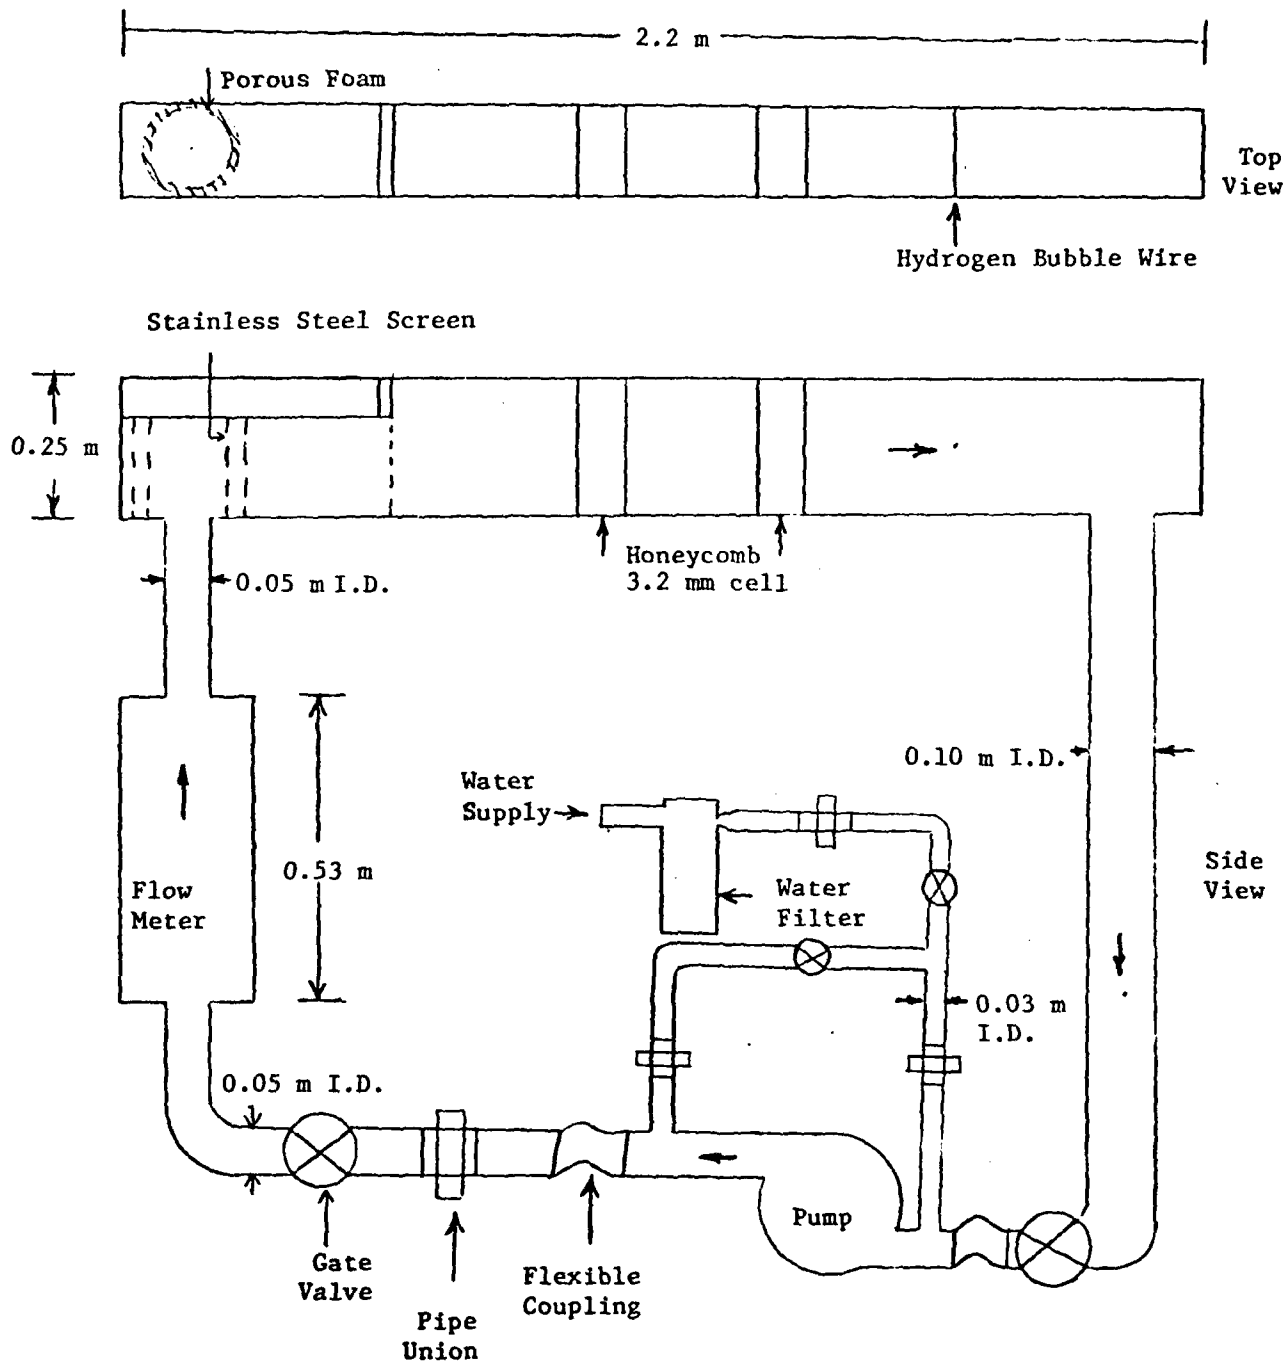 2.2 m
Porous Foam
Top
View
Hydrogen Bubble Wire
Stainless Steel Screen
0.25 m
Honeycomb
3.2 mm cell
0.05 m I.D.
0.10 m I.D.
Water
Supply
0.53 m
Flow
Meter
Water
Filter
Side
View
0.03 m
I.D.
0.05 m I.D.
Pump
Gate
Valve
Flexible
Coupling
Pipe
Union